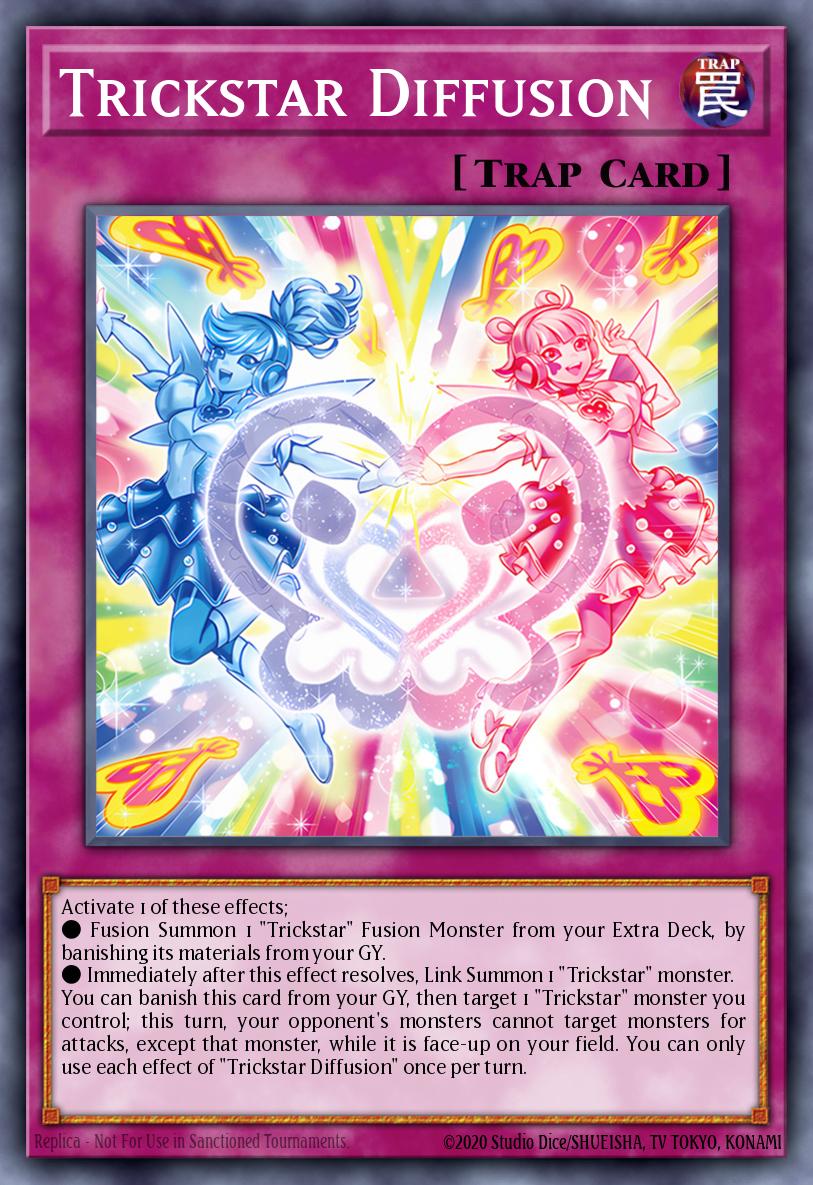 Trickstar Diffusion
TRAP
罠
[Trap Card]
Activate 1 of these effects;
● Fusion Summon 1 "Trickstar" Fusion Monster from your Extra Deck, by
banishing its materials from your GY.
● Immediately after this effect resolves, Link Summon 1 "Trickstar" monster.
You can banish this card from your GY, then target 1 "Trickstar" monster you
control; this turn, your opponent's monsters cannot target monsters for
attacks, except that monster, while it is face-up on your field. You can only
use each effect of "Trickstar Diffusion" once per turn.
Replica - Not For Use in Sanctioned Tournaments.
©2020 Studio Dice/SHUEISHA, TV TOKYO, KONAMI